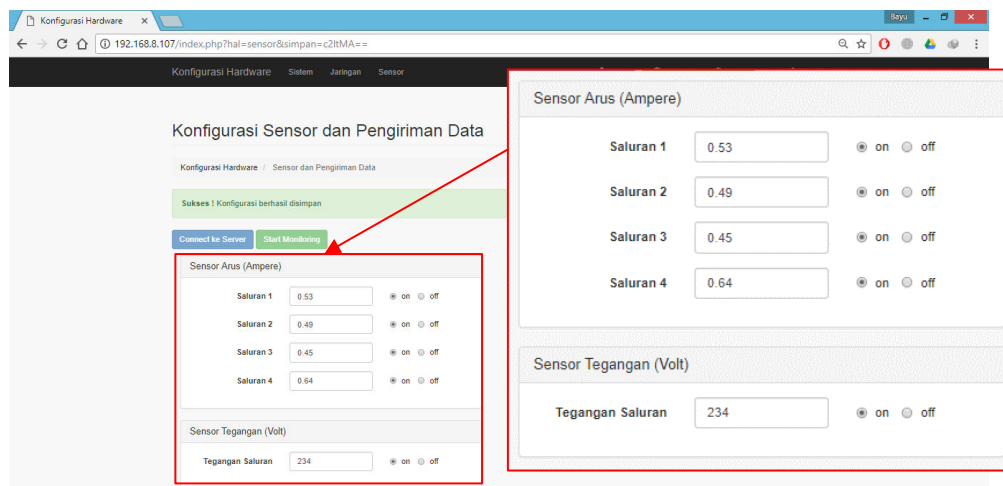 Konfigurasi Hardware
Bayu
192.168.8.107/index.php?hal=sensor&simpan=c2ltMA==
Konfigurasi Hardware Sistem Jaringan Sensor
Konfigurasi Sensor dan Pengiriman Data
Konfigurasi Hardware / Sensor dan Pengiriman Data
Sukses ! Konfigurasi berhasil disimpan
Connect ke Server Start Monitoring
Sensor Arus (Ampere)
Saluran 1 0.53 on off
Saluran 2 0.49 on off
Saluran 3 0.45 on off
Saluran 4 0.64 on off
Sensor Tegangan (Volt)
Tegangan Saluran 234 on off
Sensor Arus (Ampere)
Saluran 1 0.53 on off
Saluran 2 0.49 on off
Saluran 3 0.45 on off
Saluran 4 0.64 on off
Sensor Tegangan (Volt)
Tegangan Saluran 234 on off